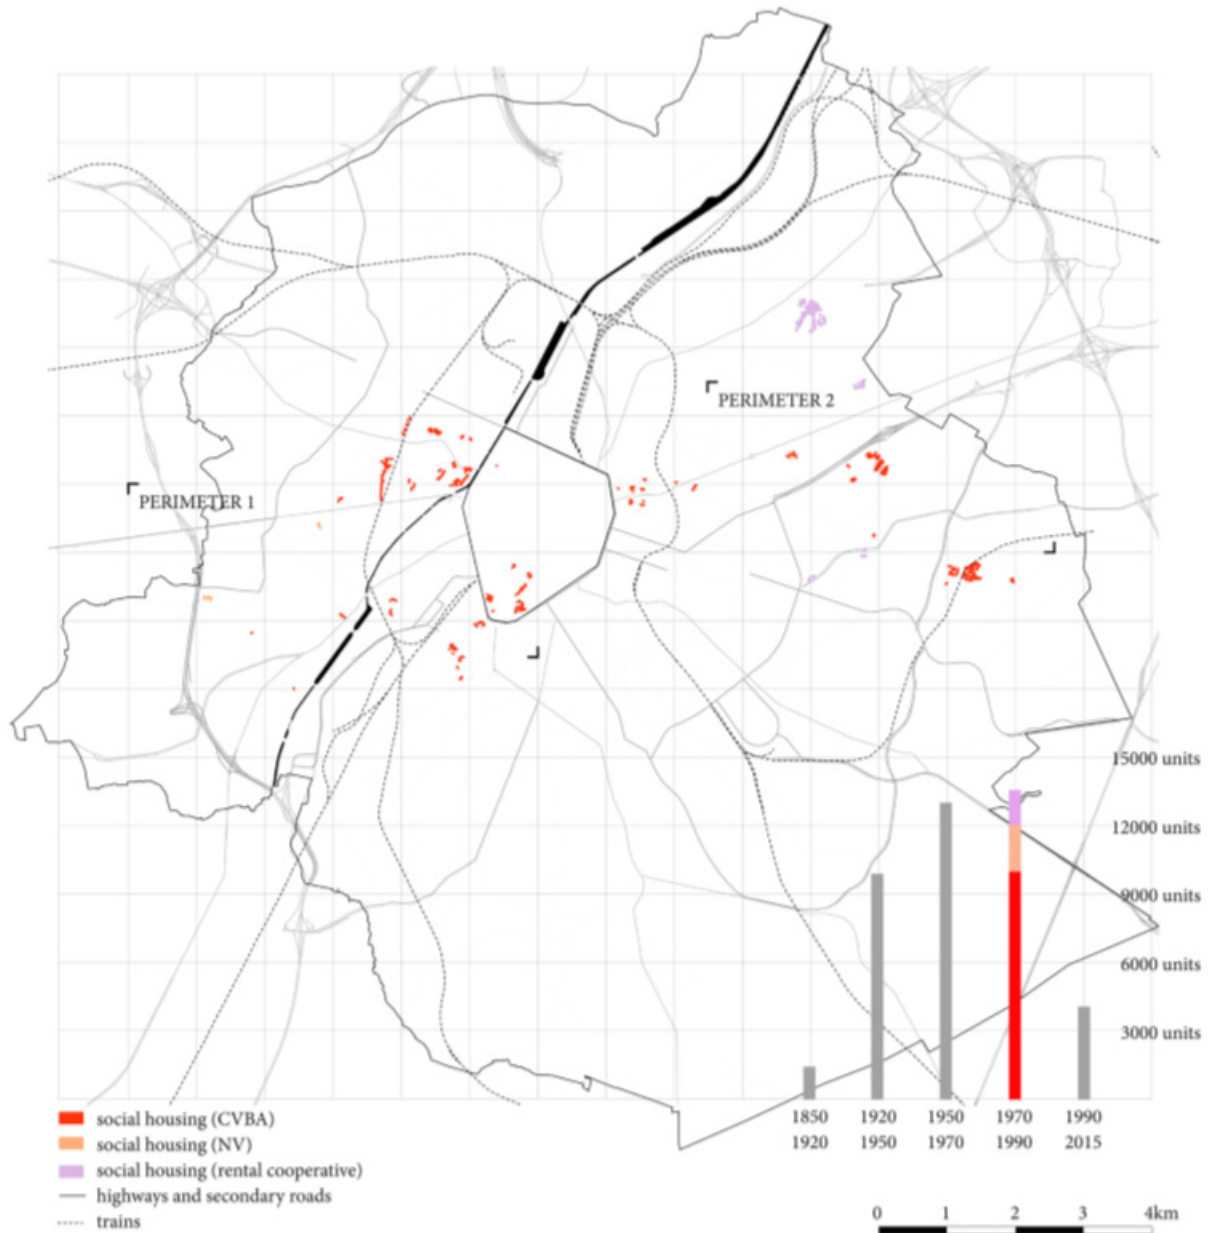 PERIMETER 2
PERIMETER 1
15000 units
12000 units
9000 units
6000 units
3000 units
1850 1920 1950 1970 1990
1920 1950 1970 1990 2015
social housing (CVBA)
social housing (NV)
social housing (rental cooperative)
highways and secondary roads
trains
0 1 2 3 4km